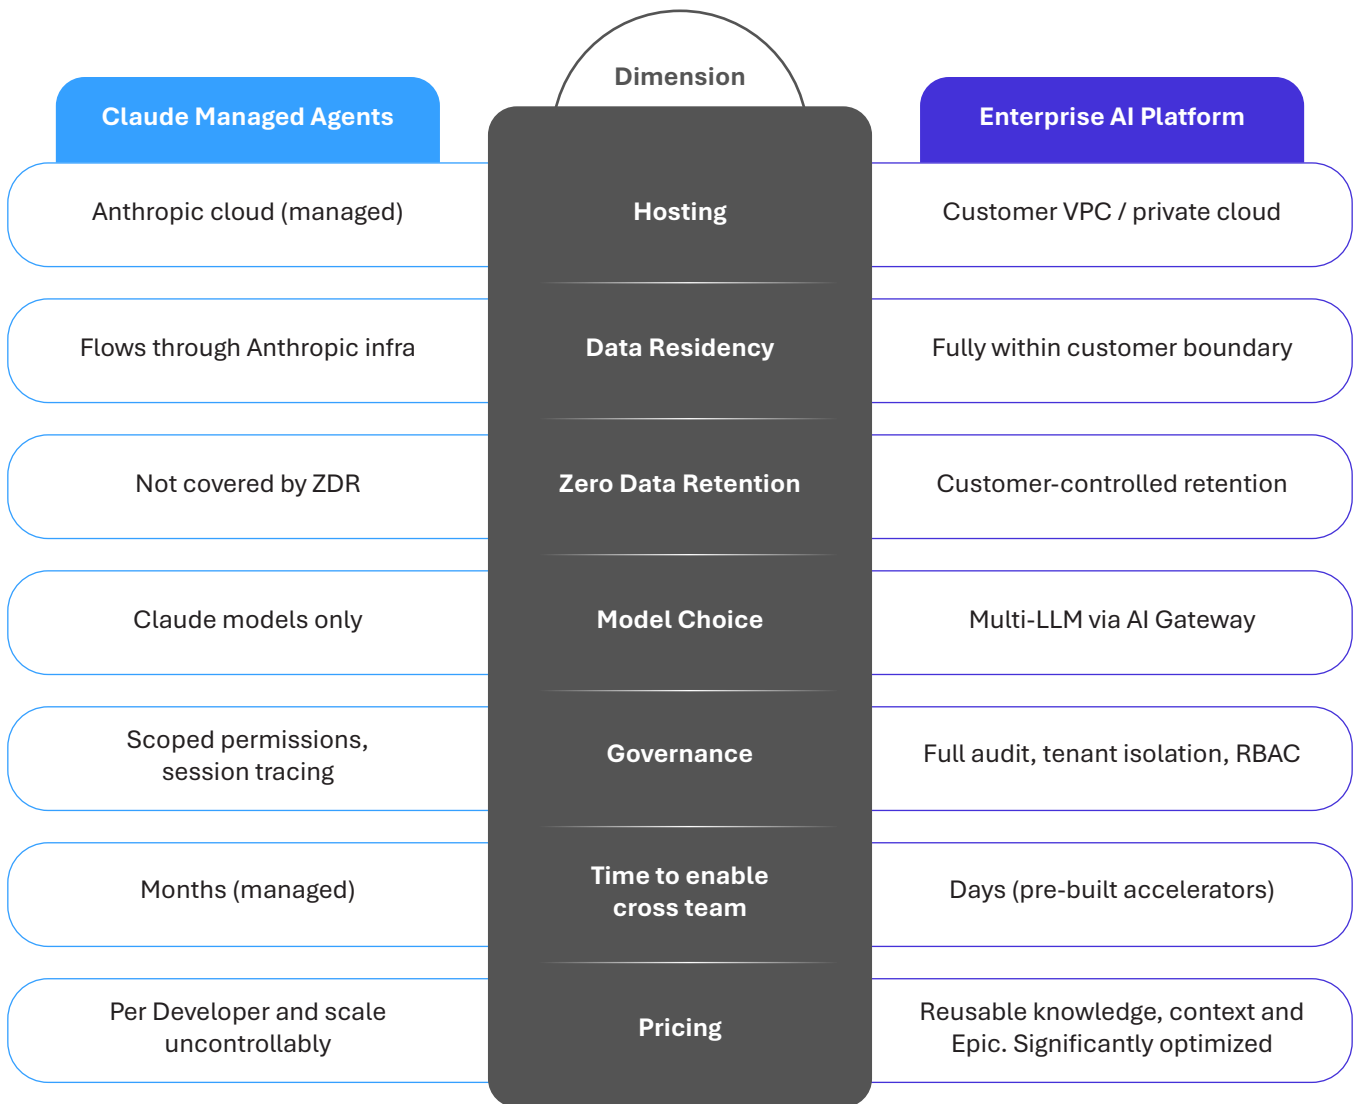 Dimension
Claude Managed Agents
Enterprise AI Platform
Anthropic cloud (managed)
Hosting
Customer VPC / private cloud
Flows through Anthropic infra
Data Residency
Fully within customer boundary
Not covered by ZDR
Zero Data Retention
Customer-controlled retention
Claude models only
Model Choice
Multi-LLM via AI Gateway
Scoped permissions,
session tracing
Governance
Full audit, tenant isolation, RBAC
Months (managed)
Time to enable
cross team
Days (pre-built accelerators)
Per Developer and scale
uncontrollably
Pricing
Reusable knowledge, context and
Epic. Significantly optimized